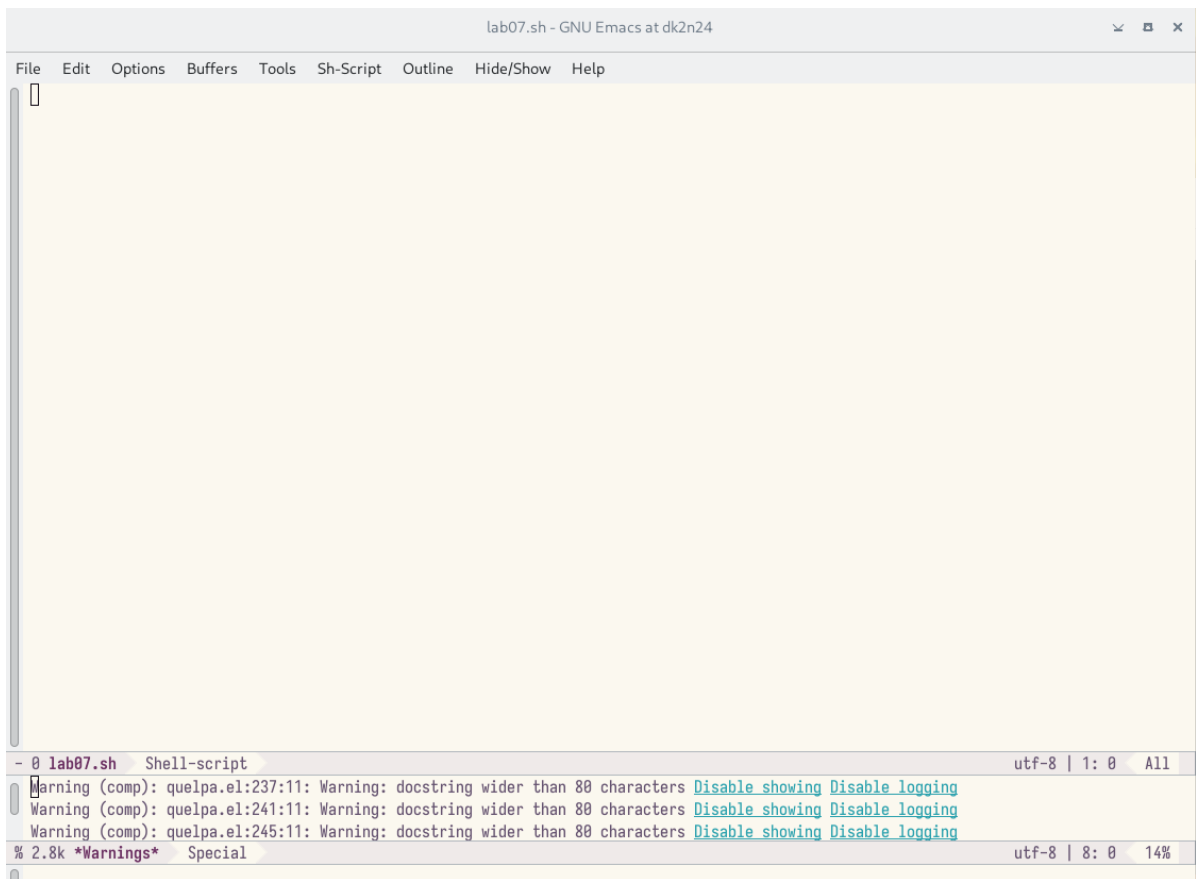 lab07.sh - GNU Emacs at dk2n24
File Edit Options Buffers Tools Sh-Script Outline Hide/Show Help
- 0 lab07.sh Shell-script utf-8 | 1: 0 All
Warning (comp): quelpa.el:237:11: Warning: docstring wider than 80 characters Disable showing Disable logging
Warning (comp): quelpa.el:241:11: Warning: docstring wider than 80 characters Disable showing Disable logging
Warning (comp): quelpa.el:245:11: Warning: docstring wider than 80 characters Disable showing Disable logging
% 2.8k *Warnings* Special utf-8 | 8: 0 14%